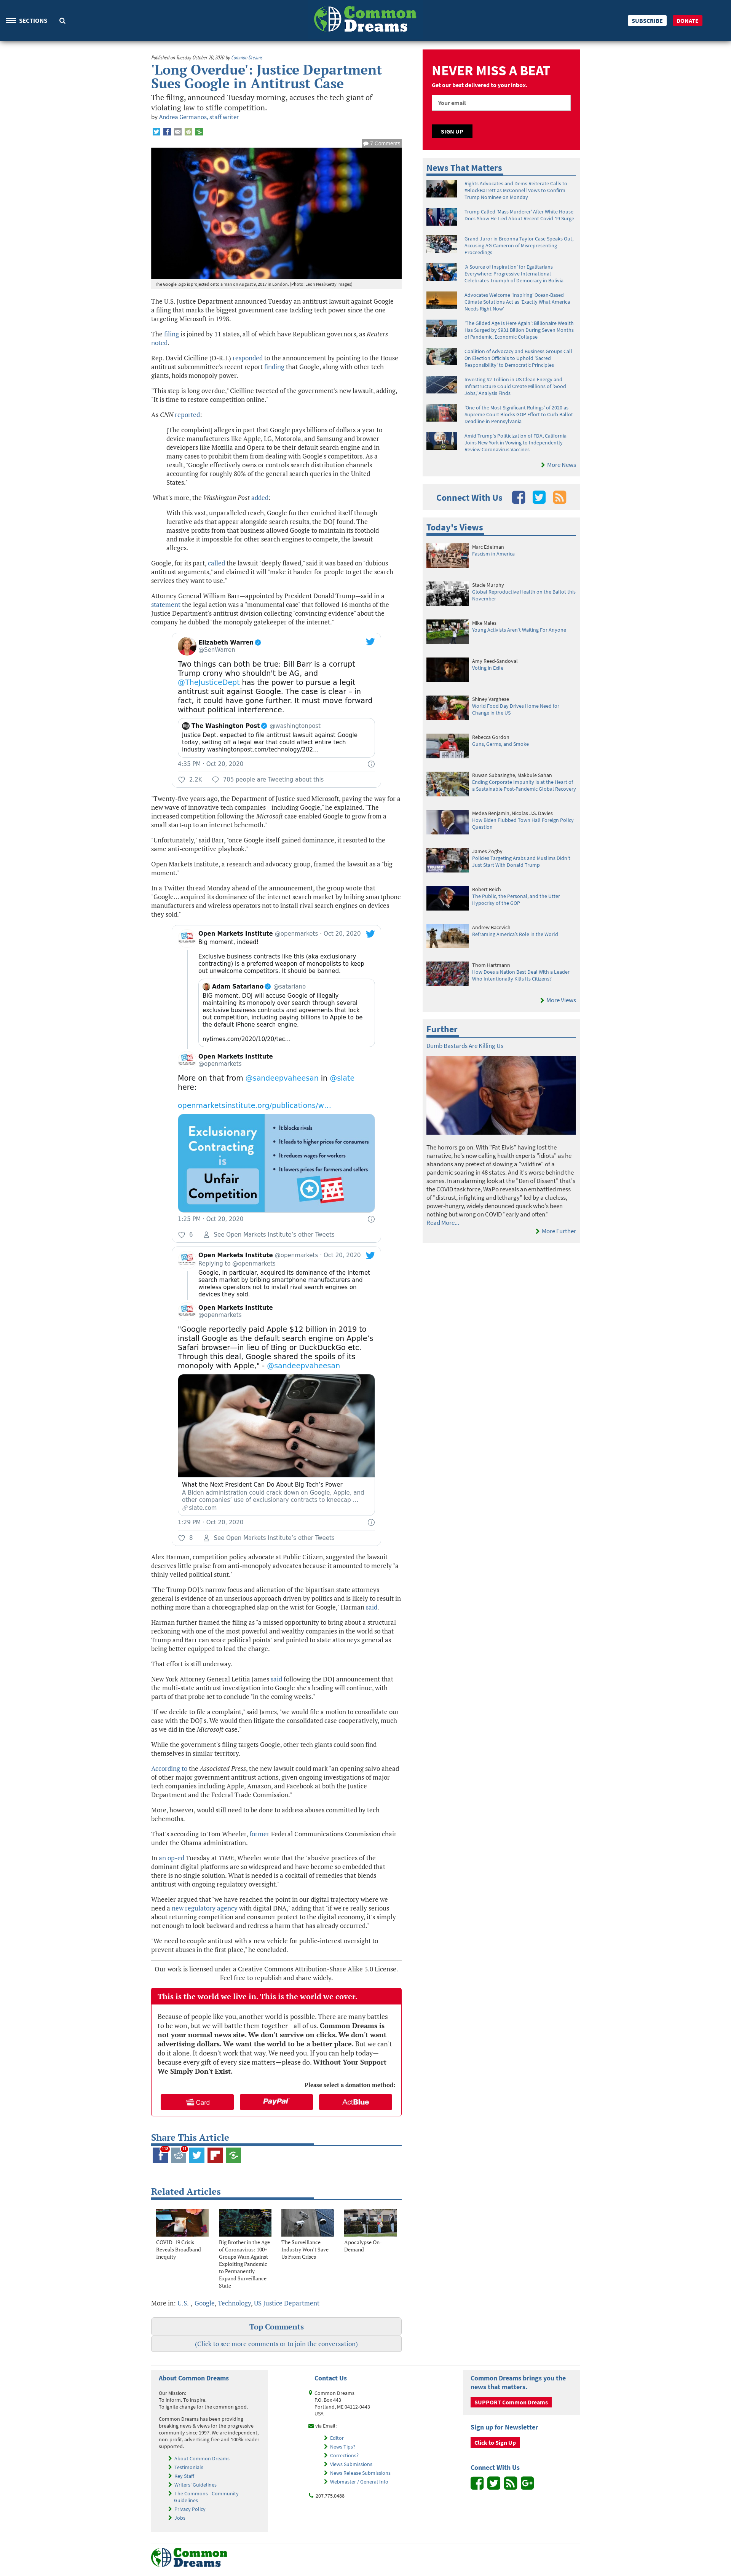 SECTIONS
Common Dreams
SUBSCRIBE
DONATE
Published on Tuesday, October 20, 2020 by Common Dreams
'Long Overdue': Justice Department
Sues Google in Antitrust Case
The filing, announced Tuesday morning, accuses the tech giant of
violating law to stifle competition.
by Andrea Germanos, staff writer
7 Comments
The Google logo is projected onto a man on August 9, 2017 in London. (Photo: Leon Neal/Getty Images)
The U.S. Justice Department announced Tuesday an antitrust lawsuit against Google—
a filing that marks the biggest government case tackling tech power since the one
targeting Microsoft in 1998.
The filing is joined by 11 states, all of which have Republican governors, as Reuters
noted.
Rep. David Cicilline (D-R.I.) responded to the announcement by pointing to the House
antitrust subcommittee's recent report finding that Google, along with other tech
giants, holds monopoly power.
"This step is long overdue," Cicilline tweeted of the government's new lawsuit, adding,
"It is time to restore competition online."
As CNN reported:
[The complaint] alleges in part that Google pays billions of dollars a year to
device manufacturers like Apple, LG, Motorola, and Samsung and browser
developers like Mozilla and Opera to be their default search engine and in
many cases to prohibit them from dealing with Google's competitors. As a
result, "Google effectively owns or controls search distribution channels
accounting for roughly 80% of the general search queries in the United
States."
What's more, the Washington Post added:
With this vast, unparalleled reach, Google further has erected a lucrative
ads business that appear alongside search results, the DOJ found. The
federal probe posits that business allowed Google to maintain its foothold
and make it impossible for other search engines to compete, the lawsuit
alleges.
Google, for its part, called the lawsuit "deeply flawed," said it was based on "dubious
antitrust arguments," and claimed it will "make it harder for people to get the search
services they want to use."
Attorney General William Barr—appointed by President Donald Trump—said in a
statement the legal action was a "monumental case" that followed 16 months of the
Justice Department and its antitrust division collecting "convincing evidence" about the
company he dubbed "the monopoly gatekeeper of the internet."
Elizabeth Warren
@SenWarren
Two things can both be true: Bill Barr is a corrupt
Trump crony who shouldn't be AG, and
@TheJusticeDept has the power to pursue a legit
antitrust suit against Google. The case is clear – in
fact, it could have gone further. It must move forward
without political interference.
The Washington Post @washingtonpost
Justice Dept. expected to file antitrust lawsuit against Google
today, setting off a legal war that could affect entire tech
industry washingtonpost.com/technology/202...
4:35 PM · Oct 20, 2020
2.2K 705 people are Tweeting about this
"Twenty-five years ago, the Department of Justice sued Microsoft, paving the way for a
new wave of innovative tech companies—including Google," he explained. "The
increased competition following the Microsoft case enabled Google to grow from a
small start-up to an internet behemoth."
"Unfortunately," said Barr, "once Google itself gained dominance, it resorted to the
same anti-competitive playbook."
Open Markets Institute, a research and advocacy group, framed the lawsuit as a "big
moment."
In a Twitter thread Monday ahead of the announcement, the group wrote that
"Google... acquired its dominance of the internet search market by bribing smartphone
manufacturers and wireless operators not to install rival search engines on devices
they sold."
Open Markets Institute @openmarkets · Oct 20, 2020
Big moment, indeed!
Exclusive business contracts like this (aka exclusionary
contracting) is a preferred weapon of monopolists to keep
out unwelcome competitors. It should be banned.
Adam Satariano @satariano
BIG moment. DOJ will accuse Google of illegally
maintaining its monopoly over search through several
exclusive business contracts and agreements that lock
out competition, including paying billions to Apple to be
the default iPhone search engine.
nytimes.com/2020/10/20/tec...
Open Markets Institute
@openmarkets
More on that from @sandeepvaheesan in @slate
here:
openmarketsinstitute.org/publications/w...
Exclusionary
Contracting
is
Unfair
Competition
• It blocks rivals
• It leads to higher prices for consumers
• It reduces wages for workers
• It lowers prices for farmers and sellers
1:25 PM · Oct 20, 2020
6 See Open Markets Institute's other Tweets
Open Markets Institute @openmarkets · Oct 20, 2020
Replying to @openmarkets
Google, in particular, acquired its dominance of the internet
search market by bribing smartphone manufacturers and
wireless operators not to install rival search engines on
devices they sold.
Open Markets Institute
@openmarkets
"Google reportedly paid Apple $12 billion in 2019 to
install Google as the default search engine on Apple's
Safari browser—in lieu of Bing or DuckDuckGo etc.
Through this deal, Google shared the spoils of its
monopoly with Apple," - @sandeepvaheesan
What the Next President Can Do About Big Tech's Power
A Biden administration could crack down on Google, Apple, and
other companies' use of exclusionary contracts to kneecap ...
slate.com
1:29 PM · Oct 20, 2020
8 See Open Markets Institute's other Tweets
Alex Harman, competition policy advocate at Public Citizen, suggested the lawsuit
deserves little praise from anti-monopoly advocates because it amounted to merely "a
thinly veiled political stunt."
"The Trump DOJ's narrow focus and alienation of the bipartisan state attorneys
general is evidence of an unserious approach driven by politics and is likely to result in
nothing more than a choreographed slap on the wrist for Google," Harman said.
Harman further framed the filing as "a missed opportunity to bring about a structural
reckoning with one of the most powerful and wealthy companies in the world so that
Trump and Barr can score political points" and pointed to state attorneys general as
being better equipped to lead the charge.
That effort is still underway.
New York Attorney General Letitia James said following the DOJ announcement that
the multi-state antitrust investigation into Google she's leading will continue, with
parts of that probe set to conclude "in the coming weeks."
"If we decide to file a complaint," said James, "we would file a motion to consolidate our
case with the DOJ's. We would then litigate the consolidated case cooperatively, much
as we did in the Microsoft case."
While the government's filing targets Google, other tech giants could soon find
themselves in similar territory.
According to the Associated Press, the new lawsuit could mark "an opening salvo ahead
of other major government antitrust actions, given ongoing investigations of major
tech companies including Apple, Amazon, and Facebook at both the Justice
Department and the Federal Trade Commission."
More, however, would still need to be done to address abuses committed by tech
behemoths.
That's according to Tom Wheeler, former Federal Communications Commission chair
under the Obama administration.
In an op-ed Tuesday at TIME, Wheeler wrote that the "abusive practices of the
dominant digital platforms are so widespread and have become so embedded that
there is no single solution. What is needed is a cocktail of remedies that blends
antitrust with ongoing regulatory oversight."
Wheeler argued that "we have reached the point in our digital trajectory where we
need a new regulatory agency with digital DNA," adding that "if we're really serious
about returning competition and consumer protect to the digital economy, it's simply
not enough to look backward and redress a harm that has already occurred."
"We need to couple antitrust with a new vehicle for public-interest oversight to
prevent abuses in the first place," he concluded.
Our work is licensed under a Creative Commons Attribution-Share Alike 3.0 License.
Feel free to republish and share widely.
This is the world we live in. This is the world we cover.
Because of people like you, another world is possible. There are many battles
to be won, but we will battle them together—all of us. Common Dreams is
not your normal news site. We don't survive on clicks. We don't want
advertising dollars. We want the world to be a better place. But we can't
do it alone. It doesn't work that way. We need you. If you can help today—
because every gift of every size matters—please do. Without Your Support
We Simply Don't Exist.
Please select a donation method:
Card
PayPal
ActBlue
Share This Article
Related Articles
COVID-19 Crisis
Reveals Broadband
Inequity
Big Brother in the Age
of Coronavirus: 100+
Groups Warn Against
Exploiting Pandemic
to Permanently
Expand Surveillance
State
The Surveillance
Industry Won't Save
Us From Crises
Apocalypse On-
Demand
More in: U.S. , Google, Technology, US Justice Department
Top Comments
(Click to see more comments or to join the conversation)
NEVER MISS A BEAT
Get our best delivered to your inbox.
Your email
SIGN UP
News That Matters
Rights Advocates and Dems Reiterate Calls to
#BlockBarrett as McConnell Vows to Confirm
Trump Nominee on Monday
Trump Called 'Mass Murderer' After White House
Docs Show He Lied About Recent Covid-19 Surge
Grand Juror in Breonna Taylor Case Speaks Out,
Accusing AG Cameron of Misrepresenting
Proceedings
'A Source of Inspiration' for Egalitarians
Everywhere: Progressive International
Celebrates Triumph of Democracy in Bolivia
Advocates Welcome 'Inspiring' Ocean-Based
Climate Solutions Act as 'Exactly What America
Needs Right Now'
'The Gilded Age Is Here Again': Billionaire Wealth
Has Surged by $931 Billion During Seven Months
of Pandemic, Economic Collapse
Coalition of Advocacy and Business Groups Call
On Election Officials to Uphold 'Sacred
Responsibility' to Democratic Principles
Investing $2 Trillion in US Clean Energy and
Infrastructure Could Create Millions of 'Good
Jobs,' Analysis Finds
'One of the Most Significant Rulings' of 2020 as
Supreme Court Blocks GOP Effort to Curb Ballot
Deadline in Pennsylvania
Amid Trump's Politicization of FDA, California
Joins New York in Vowing to Independently
Review Coronavirus Vaccines
More News
Connect With Us
Today's Views
Marc Edelman
Fascism in America
Stacie Murphy
Global Reproductive Health on the Ballot this
November
Mike Males
Young Activists Aren't Waiting For Anyone
Amy Reed-Sandoval
Voting in Exile
Shiney Varghese
World Food Day Drives Home Need for
Change in the US
Rebecca Gordon
Guns, Germs, and Smoke
Ruwan Subasinghe, Makbule Sahan
Ending Corporate Impunity is at the Heart of
a Sustainable Post-Pandemic Global Recovery
Medea Benjamin, Nicolas J.S. Davies
How Biden Flubbed Town Hall Foreign Policy
Question
James Zogby
Policies Targeting Arabs and Muslims Didn't
Just Start With Donald Trump
Robert Reich
The Public, the Personal, and the Utter
Hypocrisy of the GOP
Andrew Bacevich
Reframing America's Role in the World
Thom Hartmann
How Does a Nation Best Deal With a Leader
Who Intentionally Kills Its Citizens?
More Views
Further
Dumb Bastards Are Killing Us
The horrors go on. With "Fat Elvis" having lost the
narrative, he's now calling health experts "idiots" as he
abandons any pretext of slowing a "wildfire" of a
pandemic soaring in 48 states. And it's worse behind the
scenes. In an alarming look at the "Den of Dissent" that's
the COVID task force, WaPo reveals an embattled mess
of "distrust, infighting and lethargy" led by a clueless,
power-hungry, widely denounced quack who's been
nothing but wrong on COVID "early and often."
Read More...
More Further
About Common Dreams
Our Mission:
To inform. To inspire.
To ignite change for the common good.
Common Dreams has been providing
breaking news & views for the progressive
community since 1997. We are independent,
non-profit, advertising-free and 100% reader
supported.
About Common Dreams
Testimonials
Key Staff
Writers' Guidelines
The Commons - Community
Guidelines
Privacy Policy
Jobs
Contact Us
Common Dreams
P.O. Box 443
Portland, ME 04112-0443
USA
via Email:
Editor
News Tips?
Corrections?
Views Submissions
News Release Submissions
Webmaster / General Info
207.775.0488
Common Dreams brings you the
news that matters.
SUPPORT Common Dreams
Sign up for Newsletter
Click to Sign Up
Connect With Us
Common Dreams